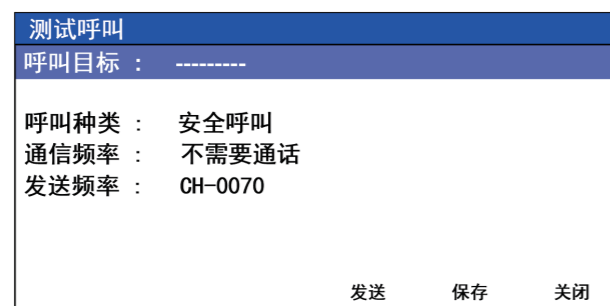 测试呼叫
呼叫目标 : ---------
呼叫种类 : 安全呼叫
通信频率 : 不需要通话
发送频率 : CH-0070
发送 保存 关闭